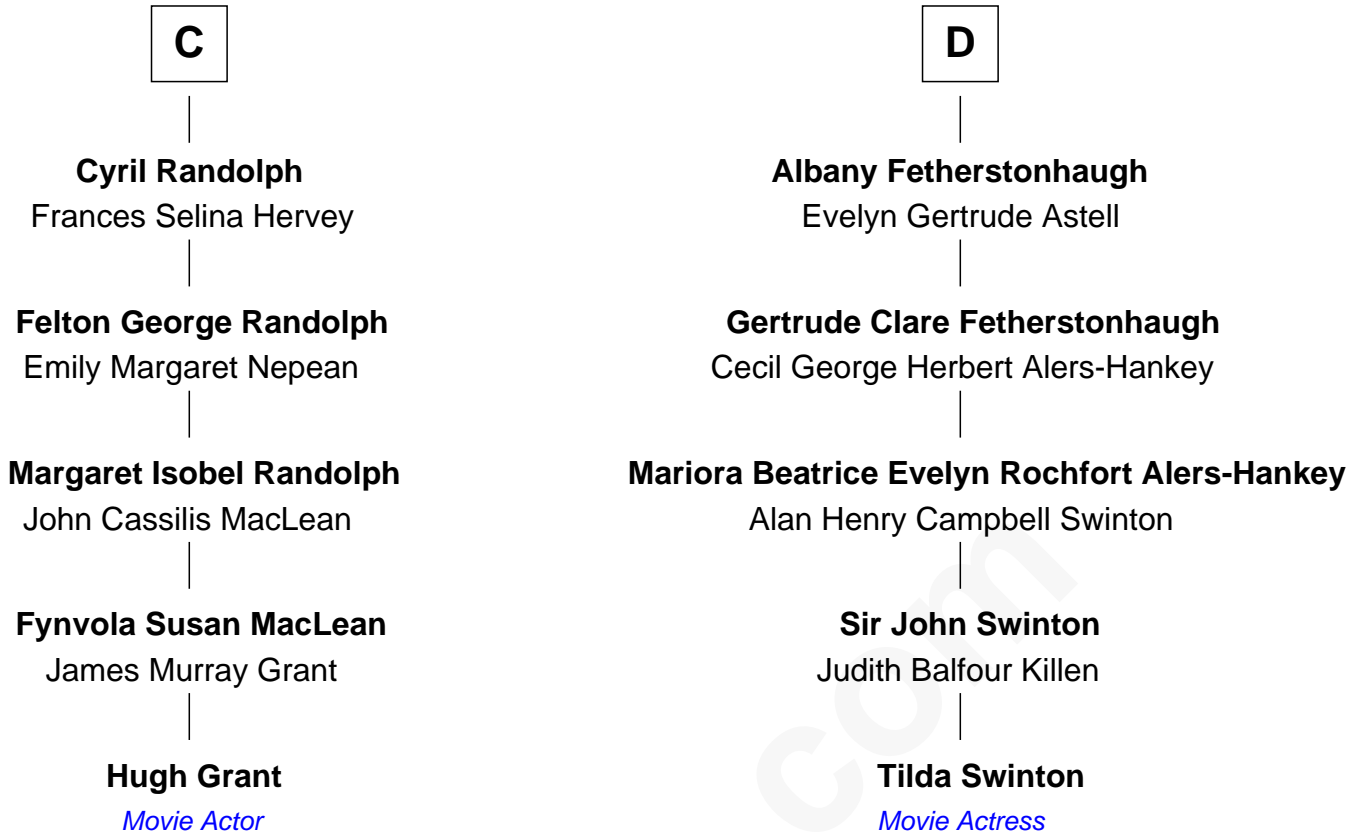 C
Cyril Randolph
Frances Selina Hervey
Felton George Randolph
Emily Margaret Nepean
Margaret Isobel Randolph
John Cassilis MacLean
Fynvola Susan MacLean
James Murray Grant
Hugh Grant
Movie Actor
D
Albany Fetherstonhaugh
Evelyn Gertrude Astell
Gertrude Clare Fetherstonhaugh
Cecil George Herbert Alers-Hankey
Mariora Beatrice Evelyn Rochfort Alers-Hankey
Alan Henry Campbell Swinton
Sir John Swinton
Judith Balfour Killen
Tilda Swinton
Movie Actress
com